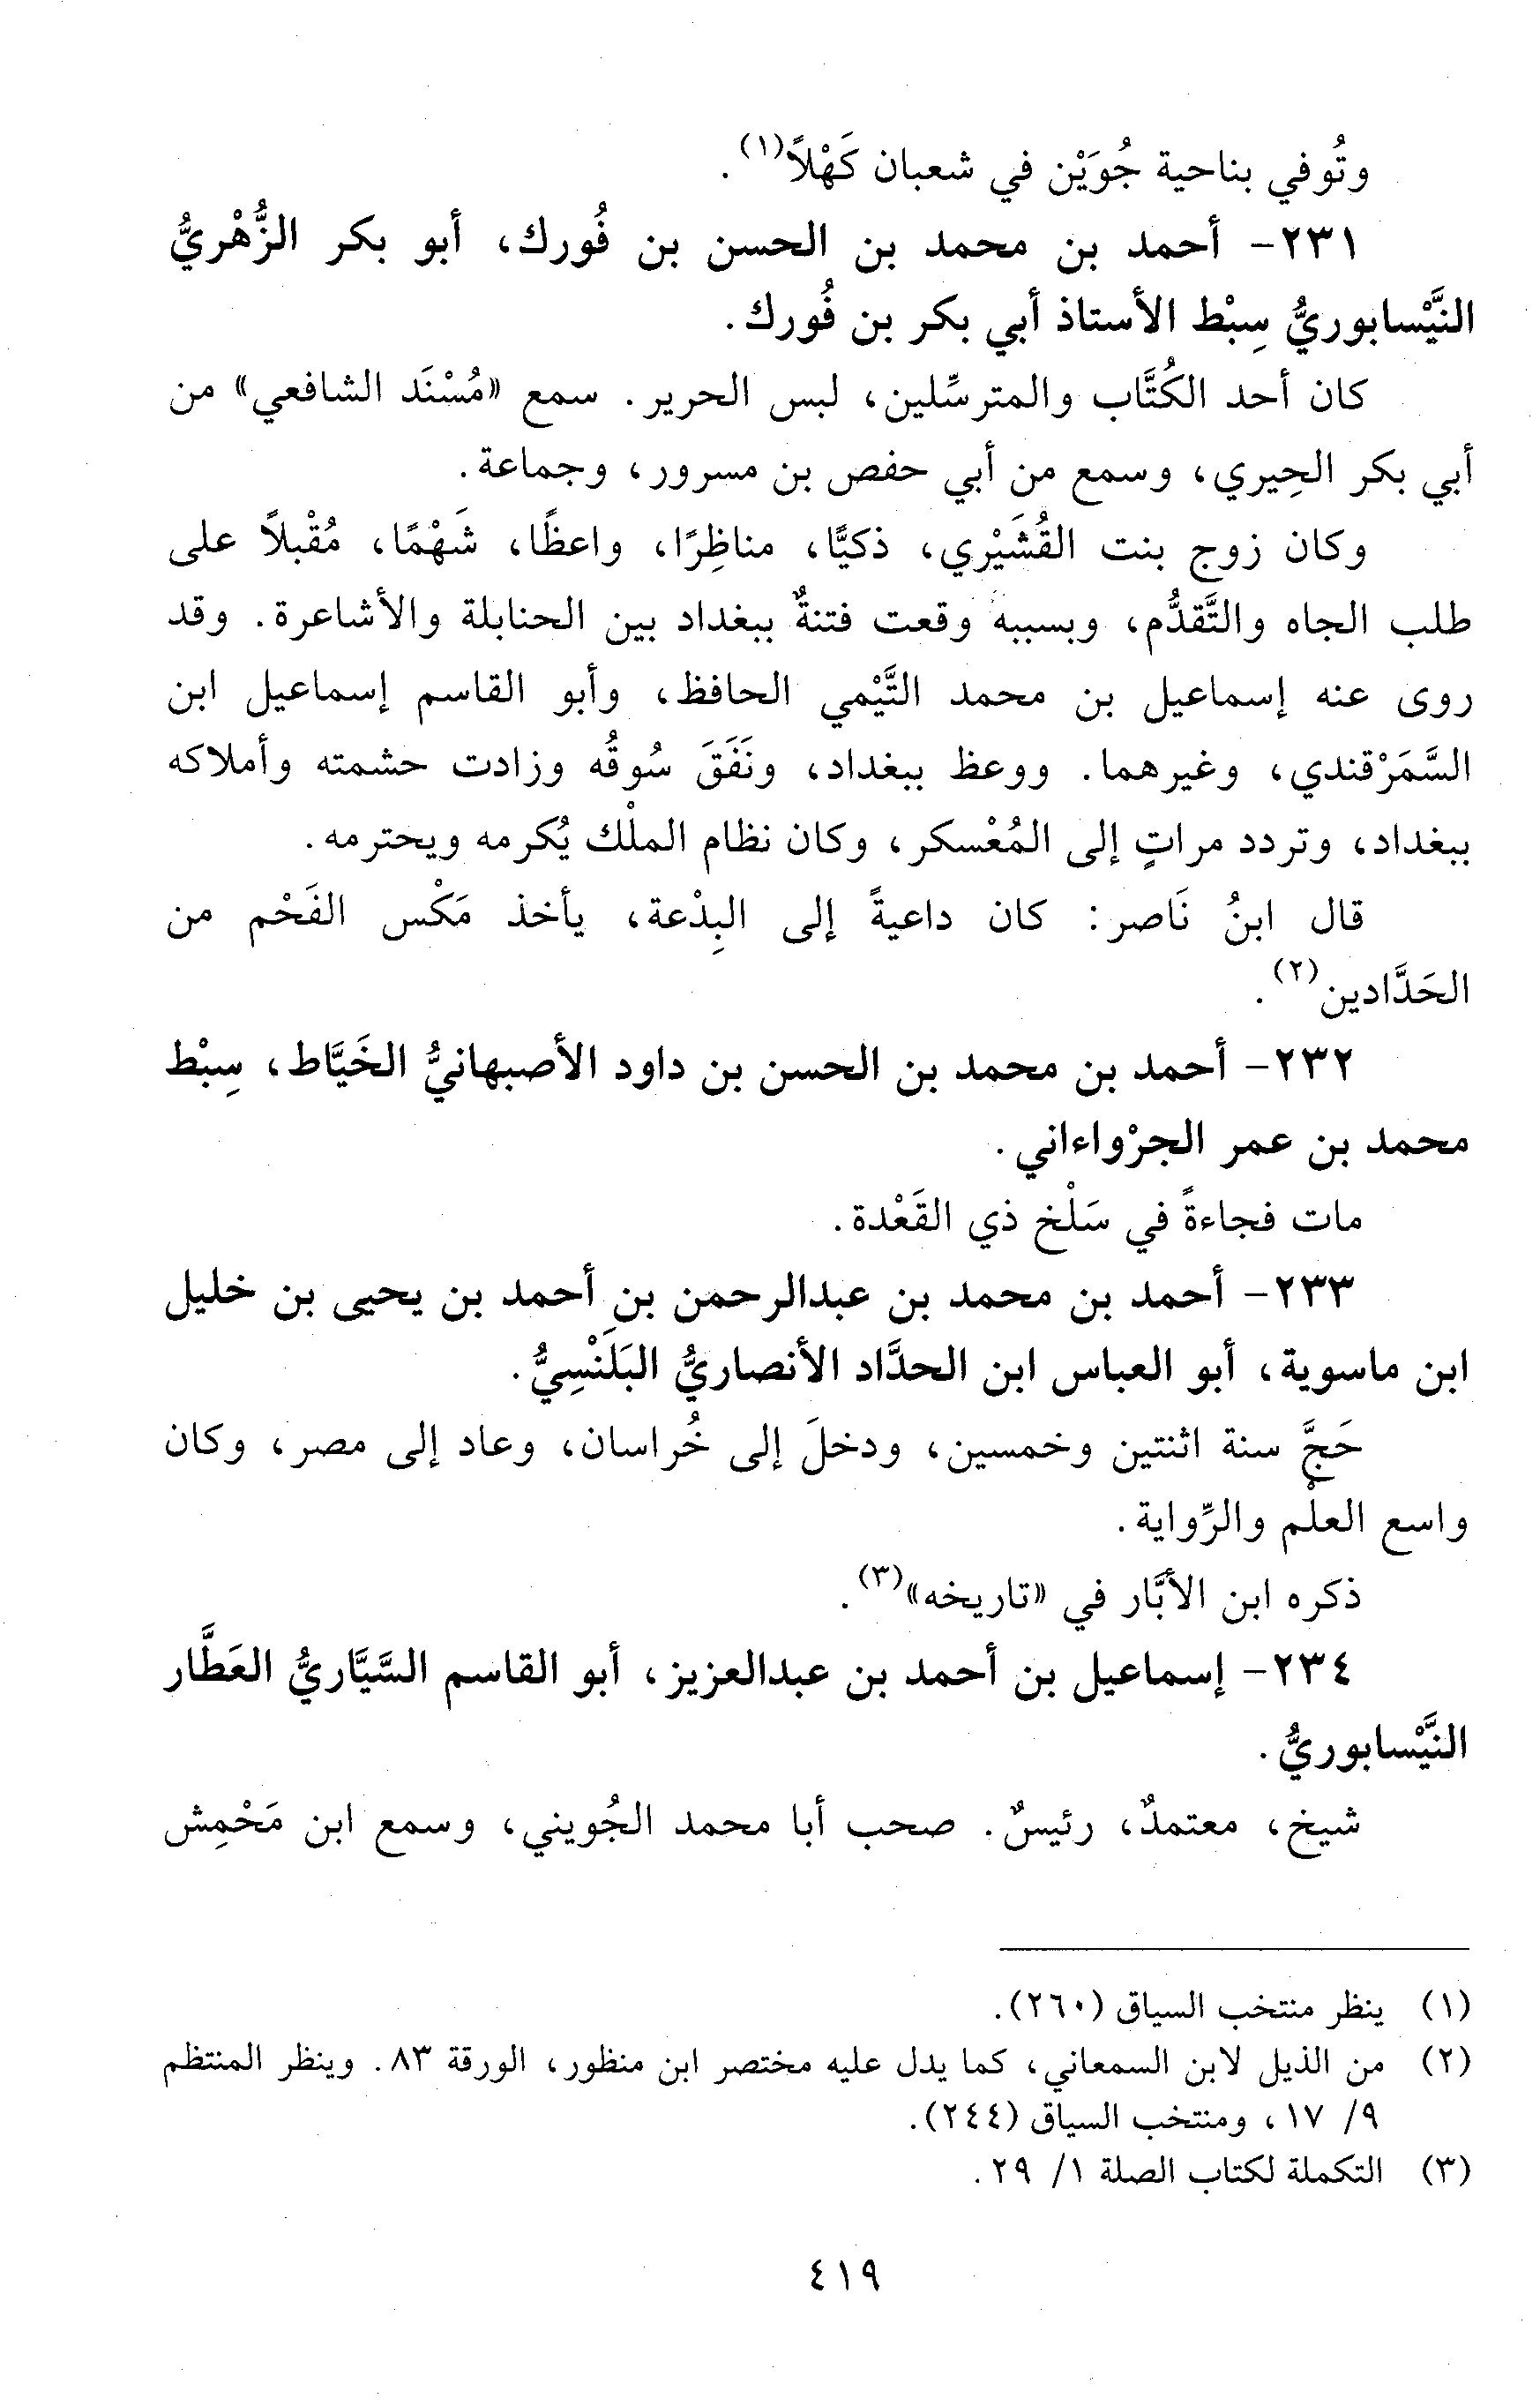 وتُوفي بناحية جُوَيْن في شعبان كَهْلاً(١).
٢٣١- أحمد بن محمد بن الحسن بن فُورك، أبو بكر الزُّهْريُّ
النَّيْسابوريُّ سِبْط الأستاذ أبي بكر بن فُورك.
كان أحد الكُتَّاب والمترسِّلين، لبس الحرير. سمع «مُسْنَد الشافعي» من
أبي بكر الحِيري، وسمع من أبي حفص بن مسرور، وجماعة.
وكان زوج بنت القُشَيْري، ذكيًّا، مناظِرًا، واعظًا، شَهْمًا، مُقْبلاً على
طلب الجاه والتَّقدُّم، وبسببه وقعت فتنةٌ ببغداد بين الحنابلة والأشاعرة. وقد
روى عنه إسماعيل بن محمد التَّيْمي الحافظ، وأبو القاسم إسماعيل ابن
السَّمَرْقندي، وغيرهما. ووعظ ببغداد، ونَفَقَ سُوقُه وزادت حشمته وأملاكه
ببغداد، وتردد مراتٍ إلى المُعْسكر، وكان نظام الملْك يُكرمه ويحترمه.
قال ابنُ نَاصر: كان داعيةً إلى البِدْعة، يأخذ مَكْس الفَحْم من
الحَدَّادين(٢).
٢٣٢- أحمد بن محمد بن الحسن بن داود الأصبهانيُّ الخَيَّاط، سِبْط
محمد بن عمر الجرْواءاني.
مات فجاءةً في سَلْخ ذي القَعْدة.
٢٣٣- أحمد بن محمد بن عبدالرحمن بن أحمد بن يحيى بن خليل
ابن ماسوية، أبو العباس ابن الحدَّاد الأنصاريُّ البَلَنْسِيُّ.
حَجَّ سنة اثنتين وخمسين، ودخلَ إلى خُراسان، وعاد إلى مصر، وكان
واسع العلْم والرِّواية.
ذكره ابن الأبَّار في «تاريخه»(٣).
٢٣٤- إسماعيل بن أحمد بن عبدالعزيز، أبو القاسم السَّيَّاريُّ العَطَّار
النَّيْسابوريُّ.
شيخ، معتمدٌ، رئيسٌ. صحب أبا محمد الجُويني، وسمع ابن مَحْمِش
(١) ينظر منتخب السياق (٢٦٠).
(٢) من الذيل لابن السمعاني، كما يدل عليه مختصر ابن منظور، الورقة ٨٣. وينظر المنتظم
٩/ ١٧، ومنتخب السياق (٢٤٤).
(٣) التكملة لكتاب الصلة ١/ ٢٩.
٤١٩